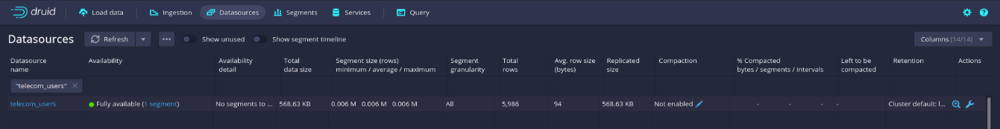 druid Load data Ingestion Datasources Segments Services Query
Datasources Refresh Show unused Show segment timeline Columns (14/14)
Datasource name Availability Availability detail Total data size Segment size (rows) minimum / average / maximum Segment granularity Total rows Avg. row size (bytes) Replicated size Compaction % Compacted bytes / segments / intervals Left to be compacted Retention Actions
"telecom_users"
telecom_users Fully available (1 segment) No segments to ... 568.63 KB 0.006 M 0.006 M 0.006 M All 5,986 94 568.63 KB Not enabled - - - - Cluster default: l...